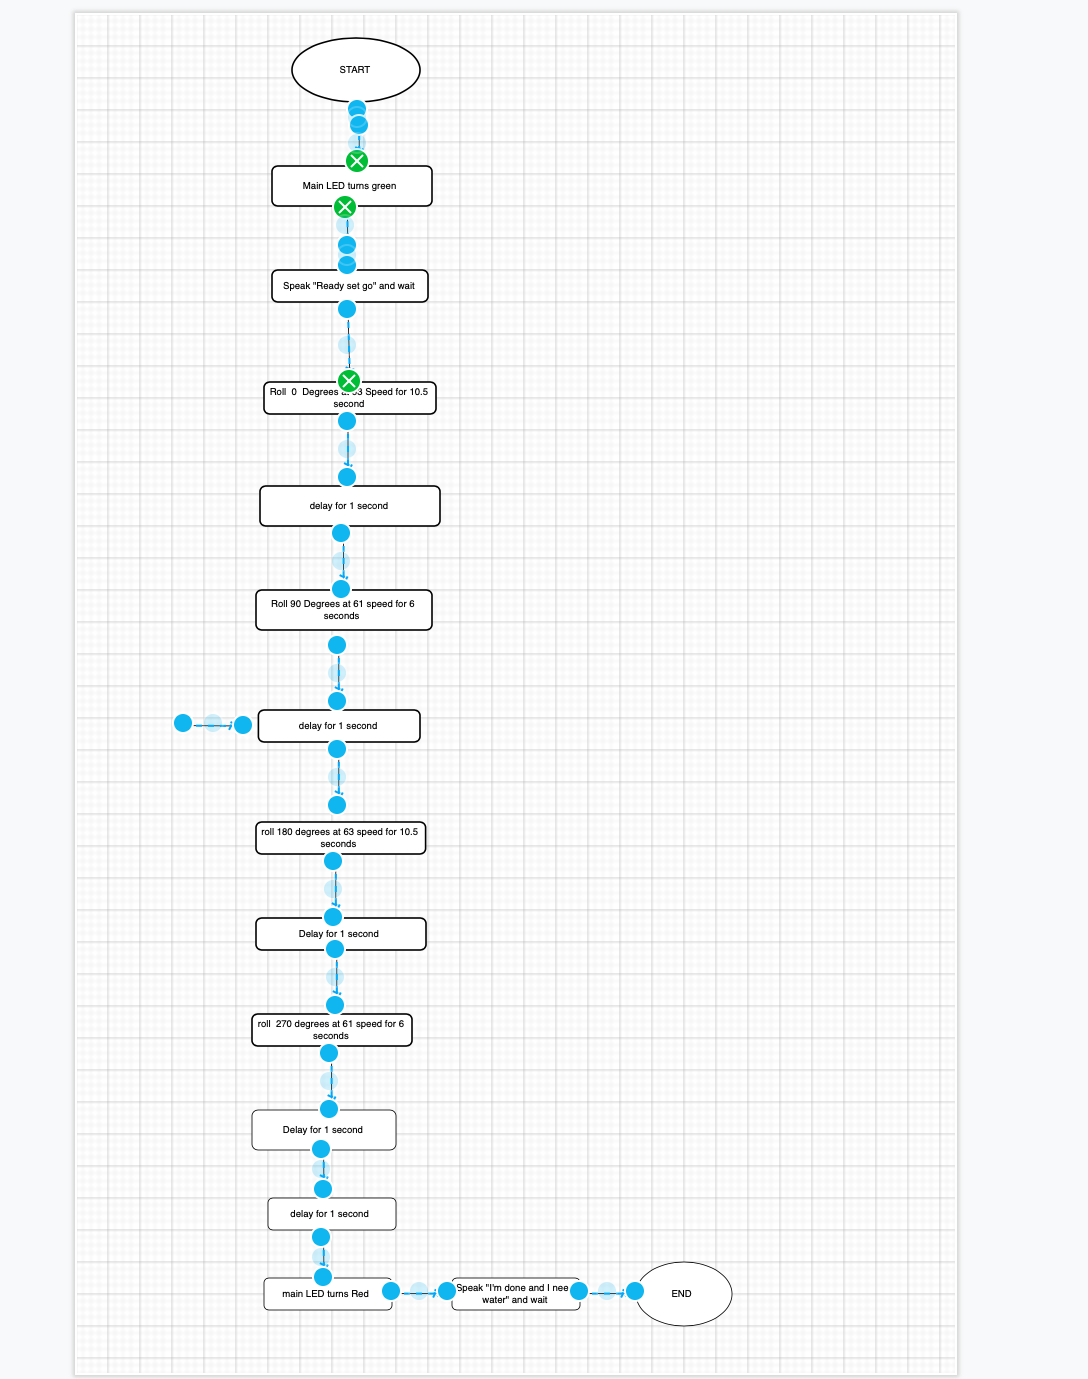 START
Main LED turns green
Speak "Ready set go" and wait
Roll 0 Degrees 3 Speed for 10.5
second
delay for 1 second
Roll 90 Degrees at 61 speed for 6
seconds
delay for 1 second
roll 180 degrees at 63 speed for 10.5
seconds
Delay for 1 second
roll 270 degrees at 61 speed for 6
seconds
Delay for 1 second
delay for 1 second
main LED turns Red
Speak "I'm done and I nee
water" and wait
END